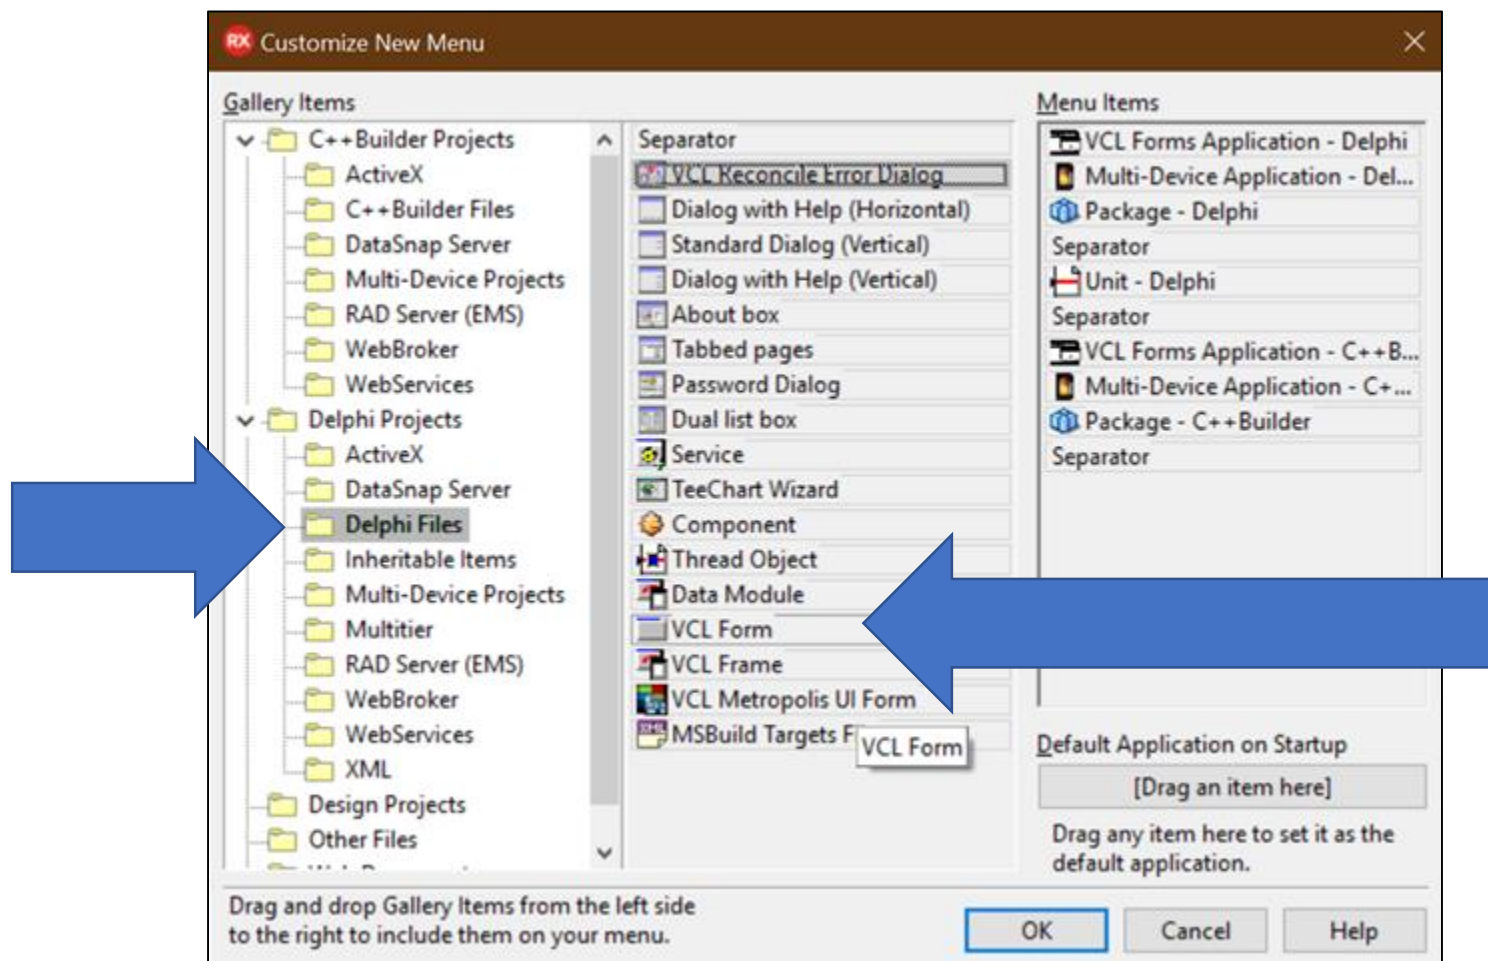 RX Customize New Menu
Gallery Items
C++Builder Projects
ActiveX
C++Builder Files
DataSnap Server
Multi-Device Projects
RAD Server (EMS)
WebBroker
WebServices
Delphi Projects
ActiveX
DataSnap Server
Delphi Files
Inheritable Items
Multi-Device Projects
Multitier
RAD Server (EMS)
WebBroker
WebServices
XML
Design Projects
Other Files
Separator
VCL Reconcile Error Dialog
Dialog with Help (Horizontal)
Standard Dialog (Vertical)
Dialog with Help (Vertical)
About box
Tabbed pages
Password Dialog
Dual list box
Service
TeeChart Wizard
Component
Thread Object
Data Module
VCL Form
VCL Frame
VCL Metropolis UI Form
MSBuild Targets
VCL Form
Menu Items
VCL Forms Application - Delphi
Multi-Device Application - Del...
Package - Delphi
Separator
Unit - Delphi
Separator
VCL Forms Application - C++B...
Multi-Device Application - C+...
Package - C++Builder
Separator
Default Application on Startup
[Drag an item here]
Drag any item here to set it as the
default application.
Drag and drop Gallery Items from the left side
to the right to include them on your menu.
OK Cancel Help